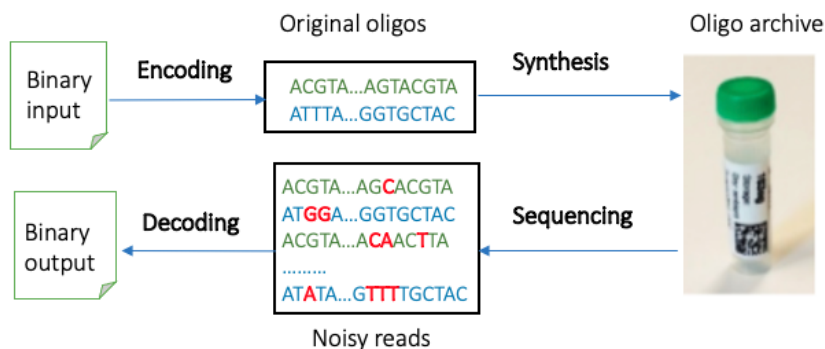 Original oligos
Oligo archive
Binary
input
Encoding
ACGTA...AGTACGTA
ATTTA...GGTGCTAC
Synthesis
Binary
output
Decoding
ACGTA...AGCACGTA
ATGGA...GGTGCTAC
ACGTA...ACAACTTA
.........
ATATA...GTTTTGCTAC
Sequencing
Noisy reads